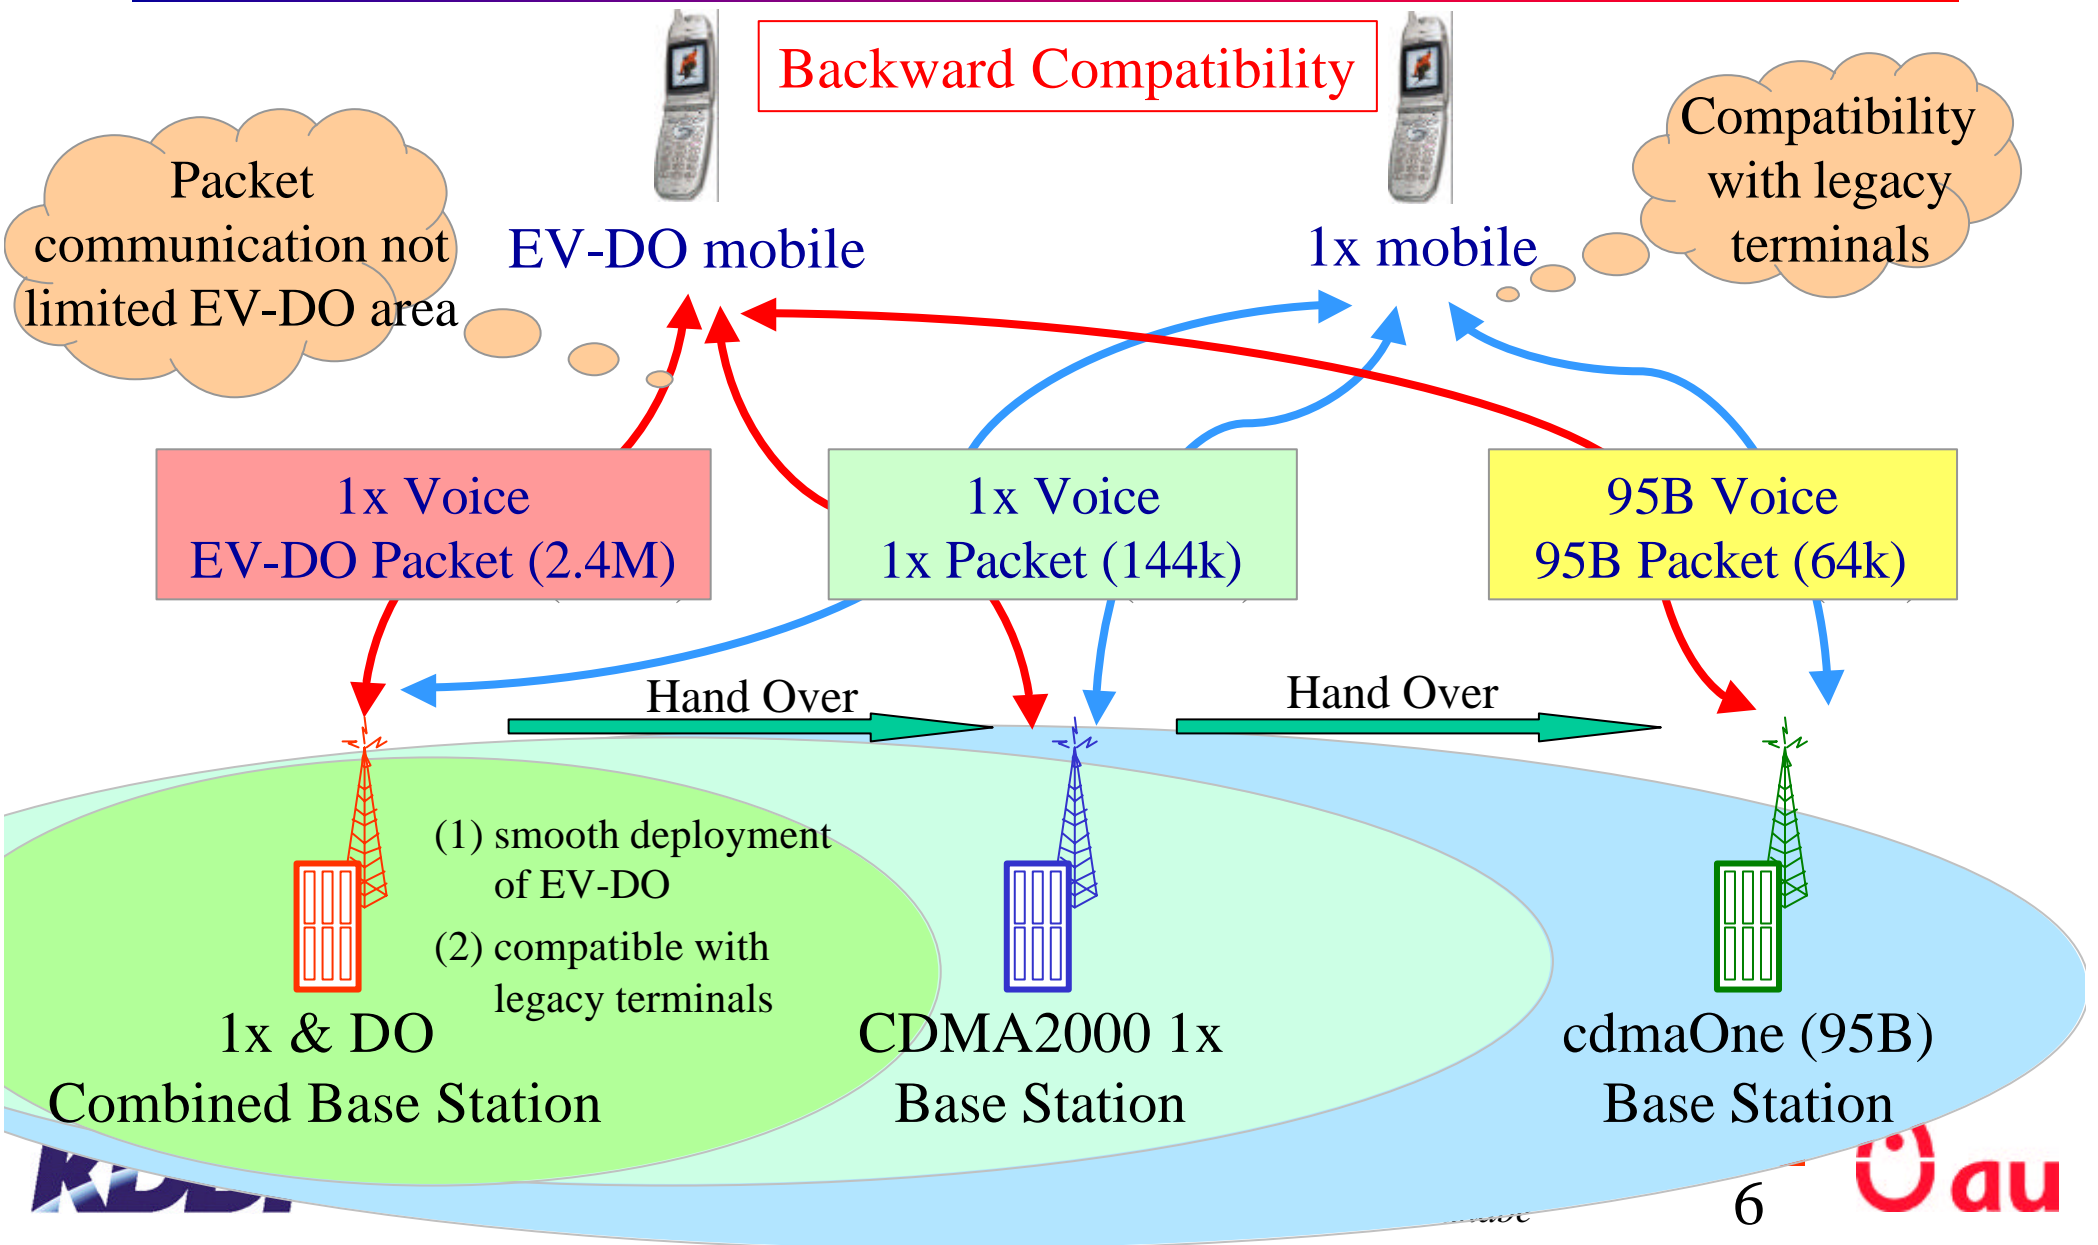 Backward Compatibility
Packet
communication not
limited EV-DO area
EV-DO mobile
1x mobile
Compatibility
with legacy
terminals
1x Voice
EV-DO Packet (2.4M)
1x Voice
1x Packet (144k)
95B Voice
95B Packet (64k)
Hand Over
Hand Over
(1) smooth deployment
of EV-DO
(2) compatible with
legacy terminals
1x & DO
Combined Base Station
CDMA2000 1x
Base Station
cdmaOne (95B)
Base Station
KDDI
6
au